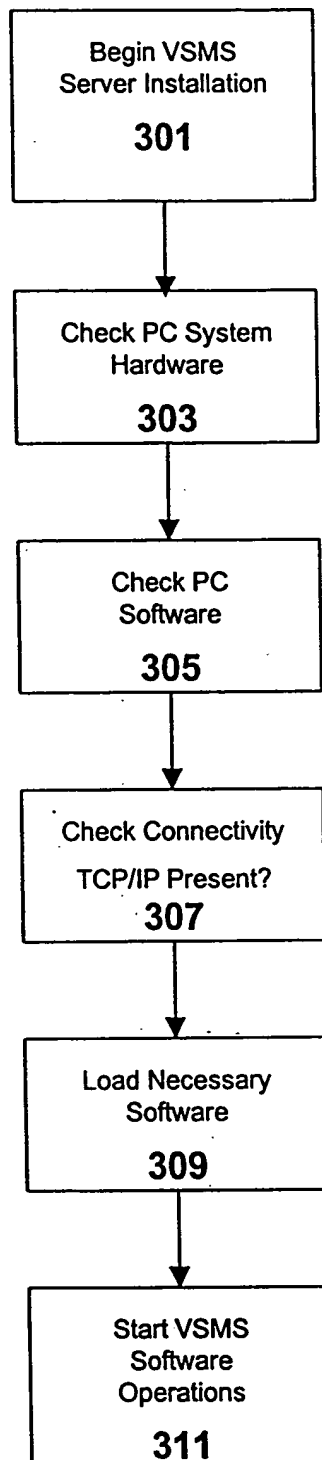 Begin VSMS
Server Installation
301
Check PC System
Hardware
303
Check PC
Software
305
Check Connectivity
TCP/IP Present?
307
Load Necessary
Software
309
Start VSMS
Software
Operations
311